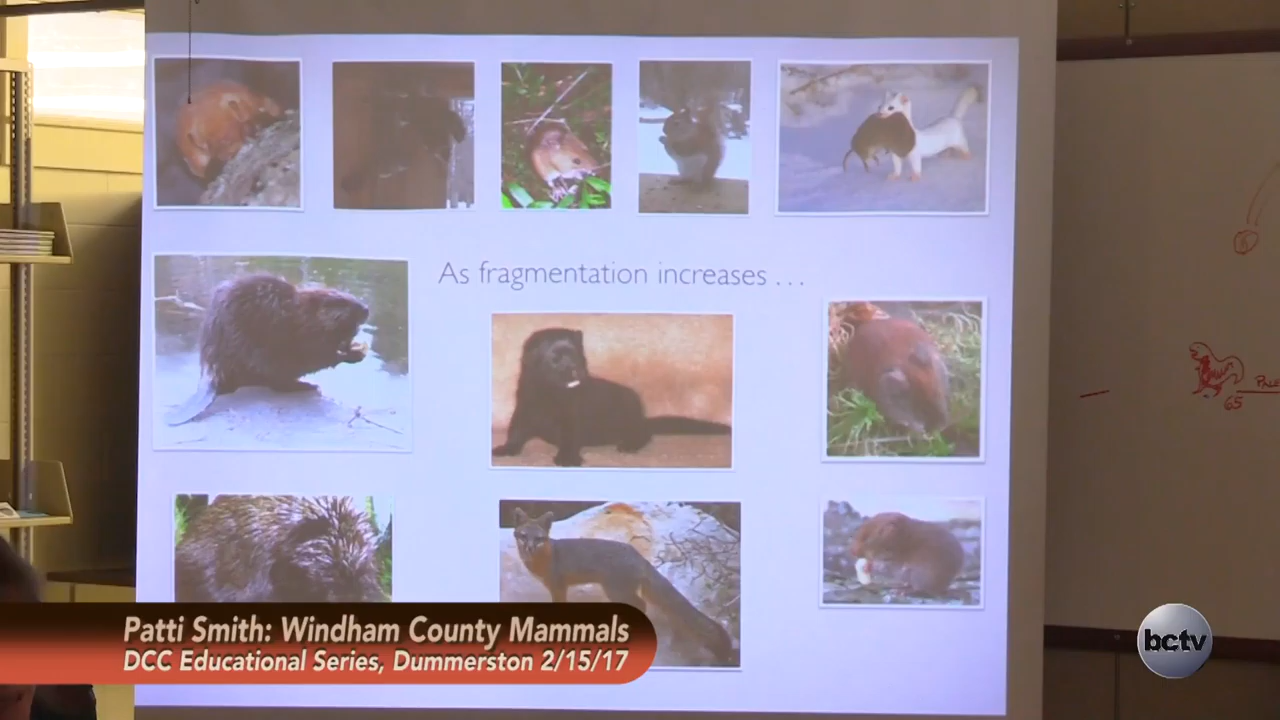 As fragmentation increases ...
65
Patti Smith: Windham County Mammals
DCC Educational Series, Dummerston 2/15/17
bctv